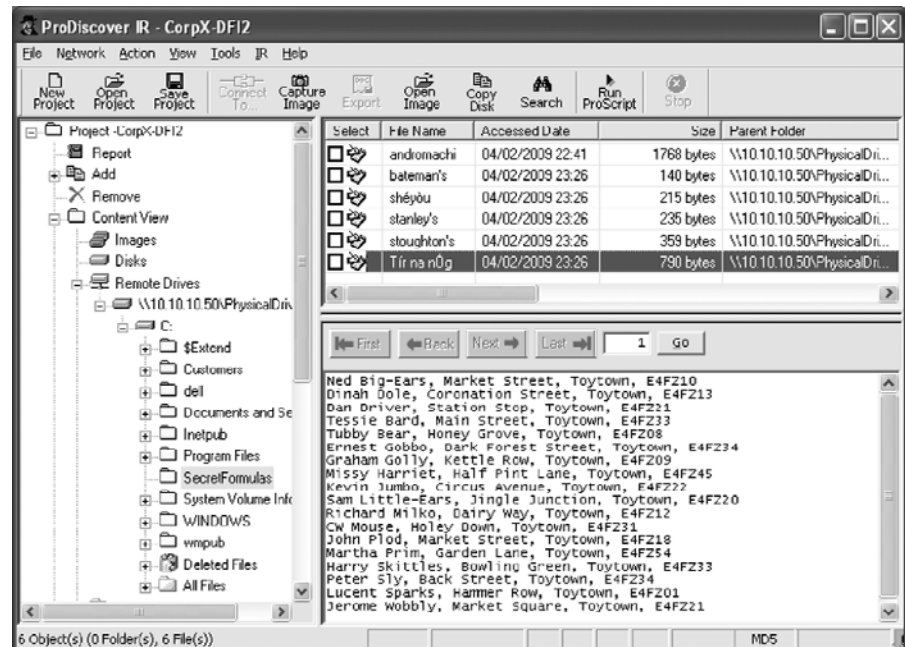 ProDiscover IR - CorpX-DFI2
File Network Action View Tools IR Help
New Project Open Project Save Project Connect To... Capture Image Export Open Image Copy Disk Search Run ProScript Stop
Project -CorpX-DFI2
Report
Add
Remove
Content View
Images
Disks
Remote Drives
\\10.10.10.50\PhysicalDriv
C:
$Extend
Customers
dell
Documents and Se
Inetpub
Program Files
SecretFormulas
System Volume Info
WINDOWS
wmpub
Deleted Files
All Files
Select File Name Accessed Date Size Parent Folder
andromachi 04/02/2009 22:41 1768 bytes \\10.10.10.50\PhysicalDri...
bateman's 04/02/2009 23:26 140 bytes \\10.10.10.50\PhysicalDri...
shéyòu 04/02/2009 23:26 215 bytes \\10.10.10.50\PhysicalDri...
stanley's 04/02/2009 23:26 235 bytes \\10.10.10.50\PhysicalDri...
stoughton's 04/02/2009 23:26 359 bytes \\10.10.10.50\PhysicalDri...
Tír na nÛg 04/02/2009 23:26 790 bytes \\10.10.10.50\PhysicalDri...
First Back Next Last 1 GO
Ned Big-Ears, Market Street, Toytown, E4FZ10
Dinah Dole, Coronation Street, Toytown, E4FZ13
Dan Driver, Station Stop, Toytown, E4FZ21
Tessie Bard, Main Street, Toytown, E4FZ33
Tubby Bear, Honey Grove, Toytown, E4FZ08
Ernest Gobbo, Dark Forest Street, Toytown, E4FZ34
Graham Golly, Kettle Row, Toytown, E4FZ09
Missy Harriet, Half Pint Lane, Toytown, E4FZ45
Kevin Jumbo, Circus Avenue, Toytown, E4FZ22
Sam Little-Ears, Jingle Junction, Toytown, E4FZ20
Richard Milko, Dairy Way, Toytown, E4FZ12
CW Mouse, Holey Down, Toytown, E4FZ31
John Plod, Market Street, Toytown, E4FZ18
Martha Prim, Garden Lane, Toytown, E4FZ54
Harry Skittles, Bowling Green, Toytown, E4FZ33
Peter Sly, Back Street, Toytown, E4FZ34
Lucent Sparks, Hammer Row, Toytown, E4FZ01
Jerome Wobbly, Market Square, Toytown, E4FZ21
6 Object(s) (0 Folder(s), 6 File(s)) MD5